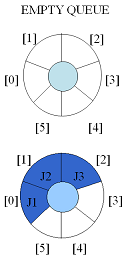 EMPTY QUEUE
[1] [2]
[0] [3]
[5] [4]
[1] [2]
J2 J3
[0] J1 [3]
[5] [4]